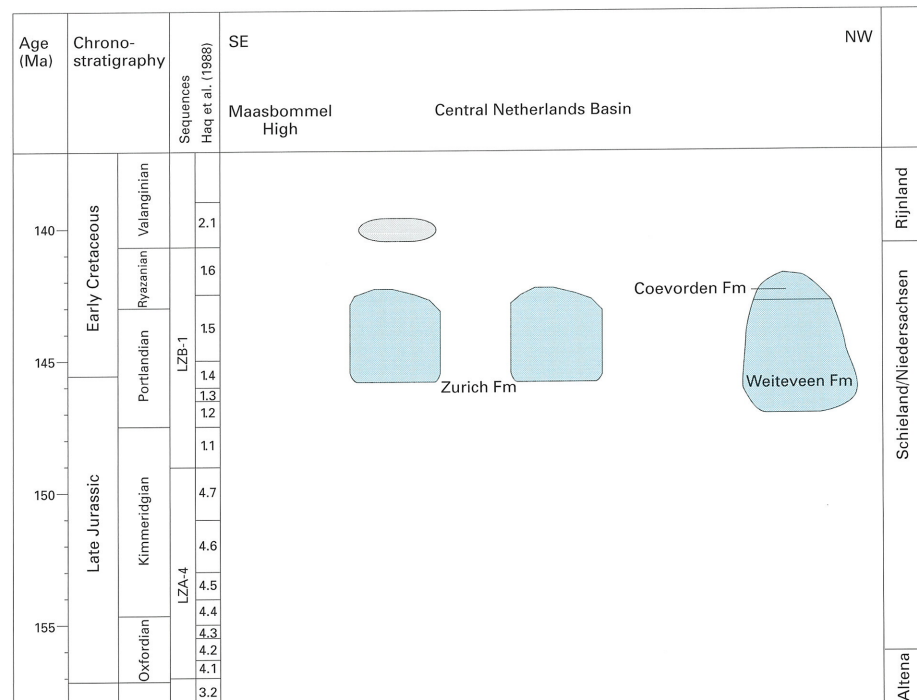 Age
(Ma)
Chrono-
stratigraphy
Sequences
Haq et al. (1988)
SE
NW
Maasbommel
High
Central Netherlands Basin
140
145
150
155
Early Cretaceous
Late Jurassic
Valanginian
Ryazanian
Portlandian
Kimmeridgian
Oxfordian
LZB-1
LZA-4
2.1
1.6
1.5
1.4
1.3
1.2
1.1
4.7
4.6
4.5
4.4
4.3
4.2
4.1
3.2
Coevorden Fm
Zurich Fm
Weiteveen Fm
Rijnland
Schieland/Niedersachsen
Altena